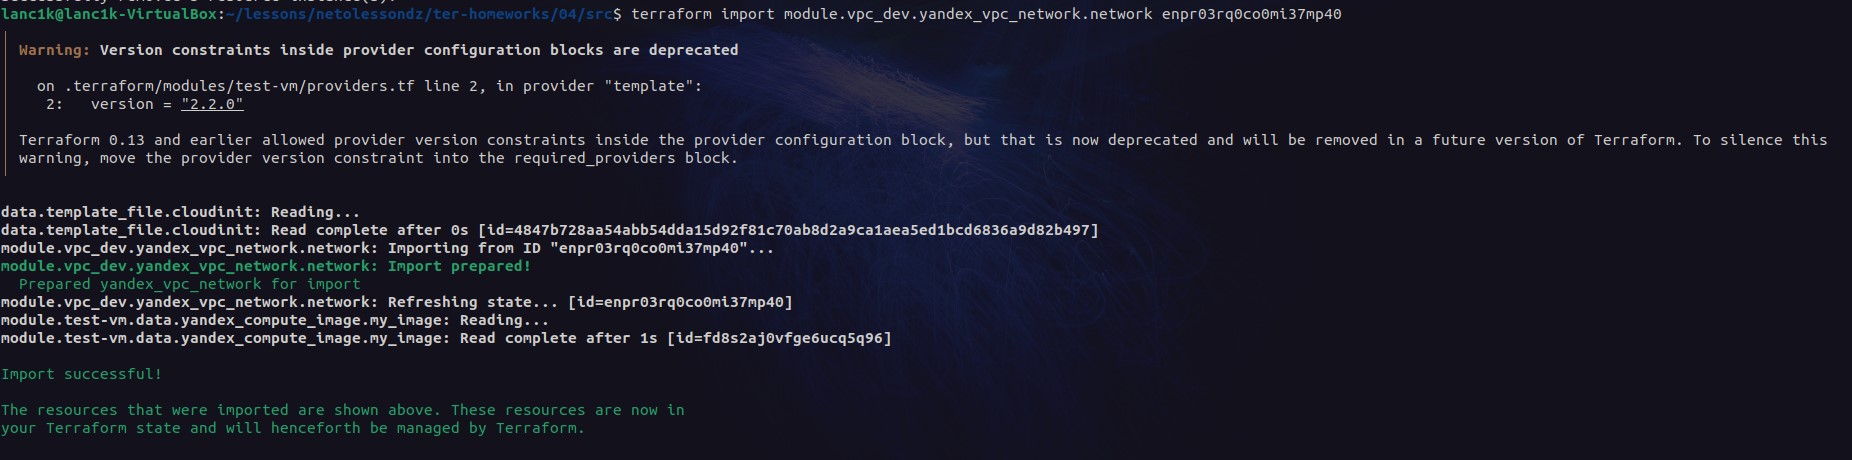 lanc1k@lanc1k-VirtualBox:~/lessons/netolessondz/ter-homeworks/04/src$ terraform import module.vpc_dev.yandex_vpc_network.network enpr03rq0co0mi37mp40
Warning: Version constraints inside provider configuration blocks are deprecated
on .terraform/modules/test-vm/providers.tf line 2, in provider "template":
2:   version = "2.2.0"
Terraform 0.13 and earlier allowed provider version constraints inside the provider configuration block, but that is now deprecated and will be removed in a future version of Terraform. To silence this
warning, move the provider version constraint into the required_providers block.
data.template_file.cloudinit: Reading...
data.template_file.cloudinit: Read complete after 0s [id=4847b728aa54abb54dda15d92f81c70ab8d2a9ca1aea5ed1bcd6836a9d82b497]
module.vpc_dev.yandex_vpc_network.network: Importing from ID "enpr03rq0co0mi37mp40"...
module.vpc_dev.yandex_vpc_network.network: Import prepared!
Prepared yandex_vpc_network for import
module.vpc_dev.yandex_vpc_network.network: Refreshing state... [id=enpr03rq0co0mi37mp40]
module.test-vm.data.yandex_compute_image.my_image: Reading...
module.test-vm.data.yandex_compute_image.my_image: Read complete after 1s [id=fd8s2aj0vfge6ucq5q96]
Import successful!
The resources that were imported are shown above. These resources are now in
your Terraform state and will henceforth be managed by Terraform.